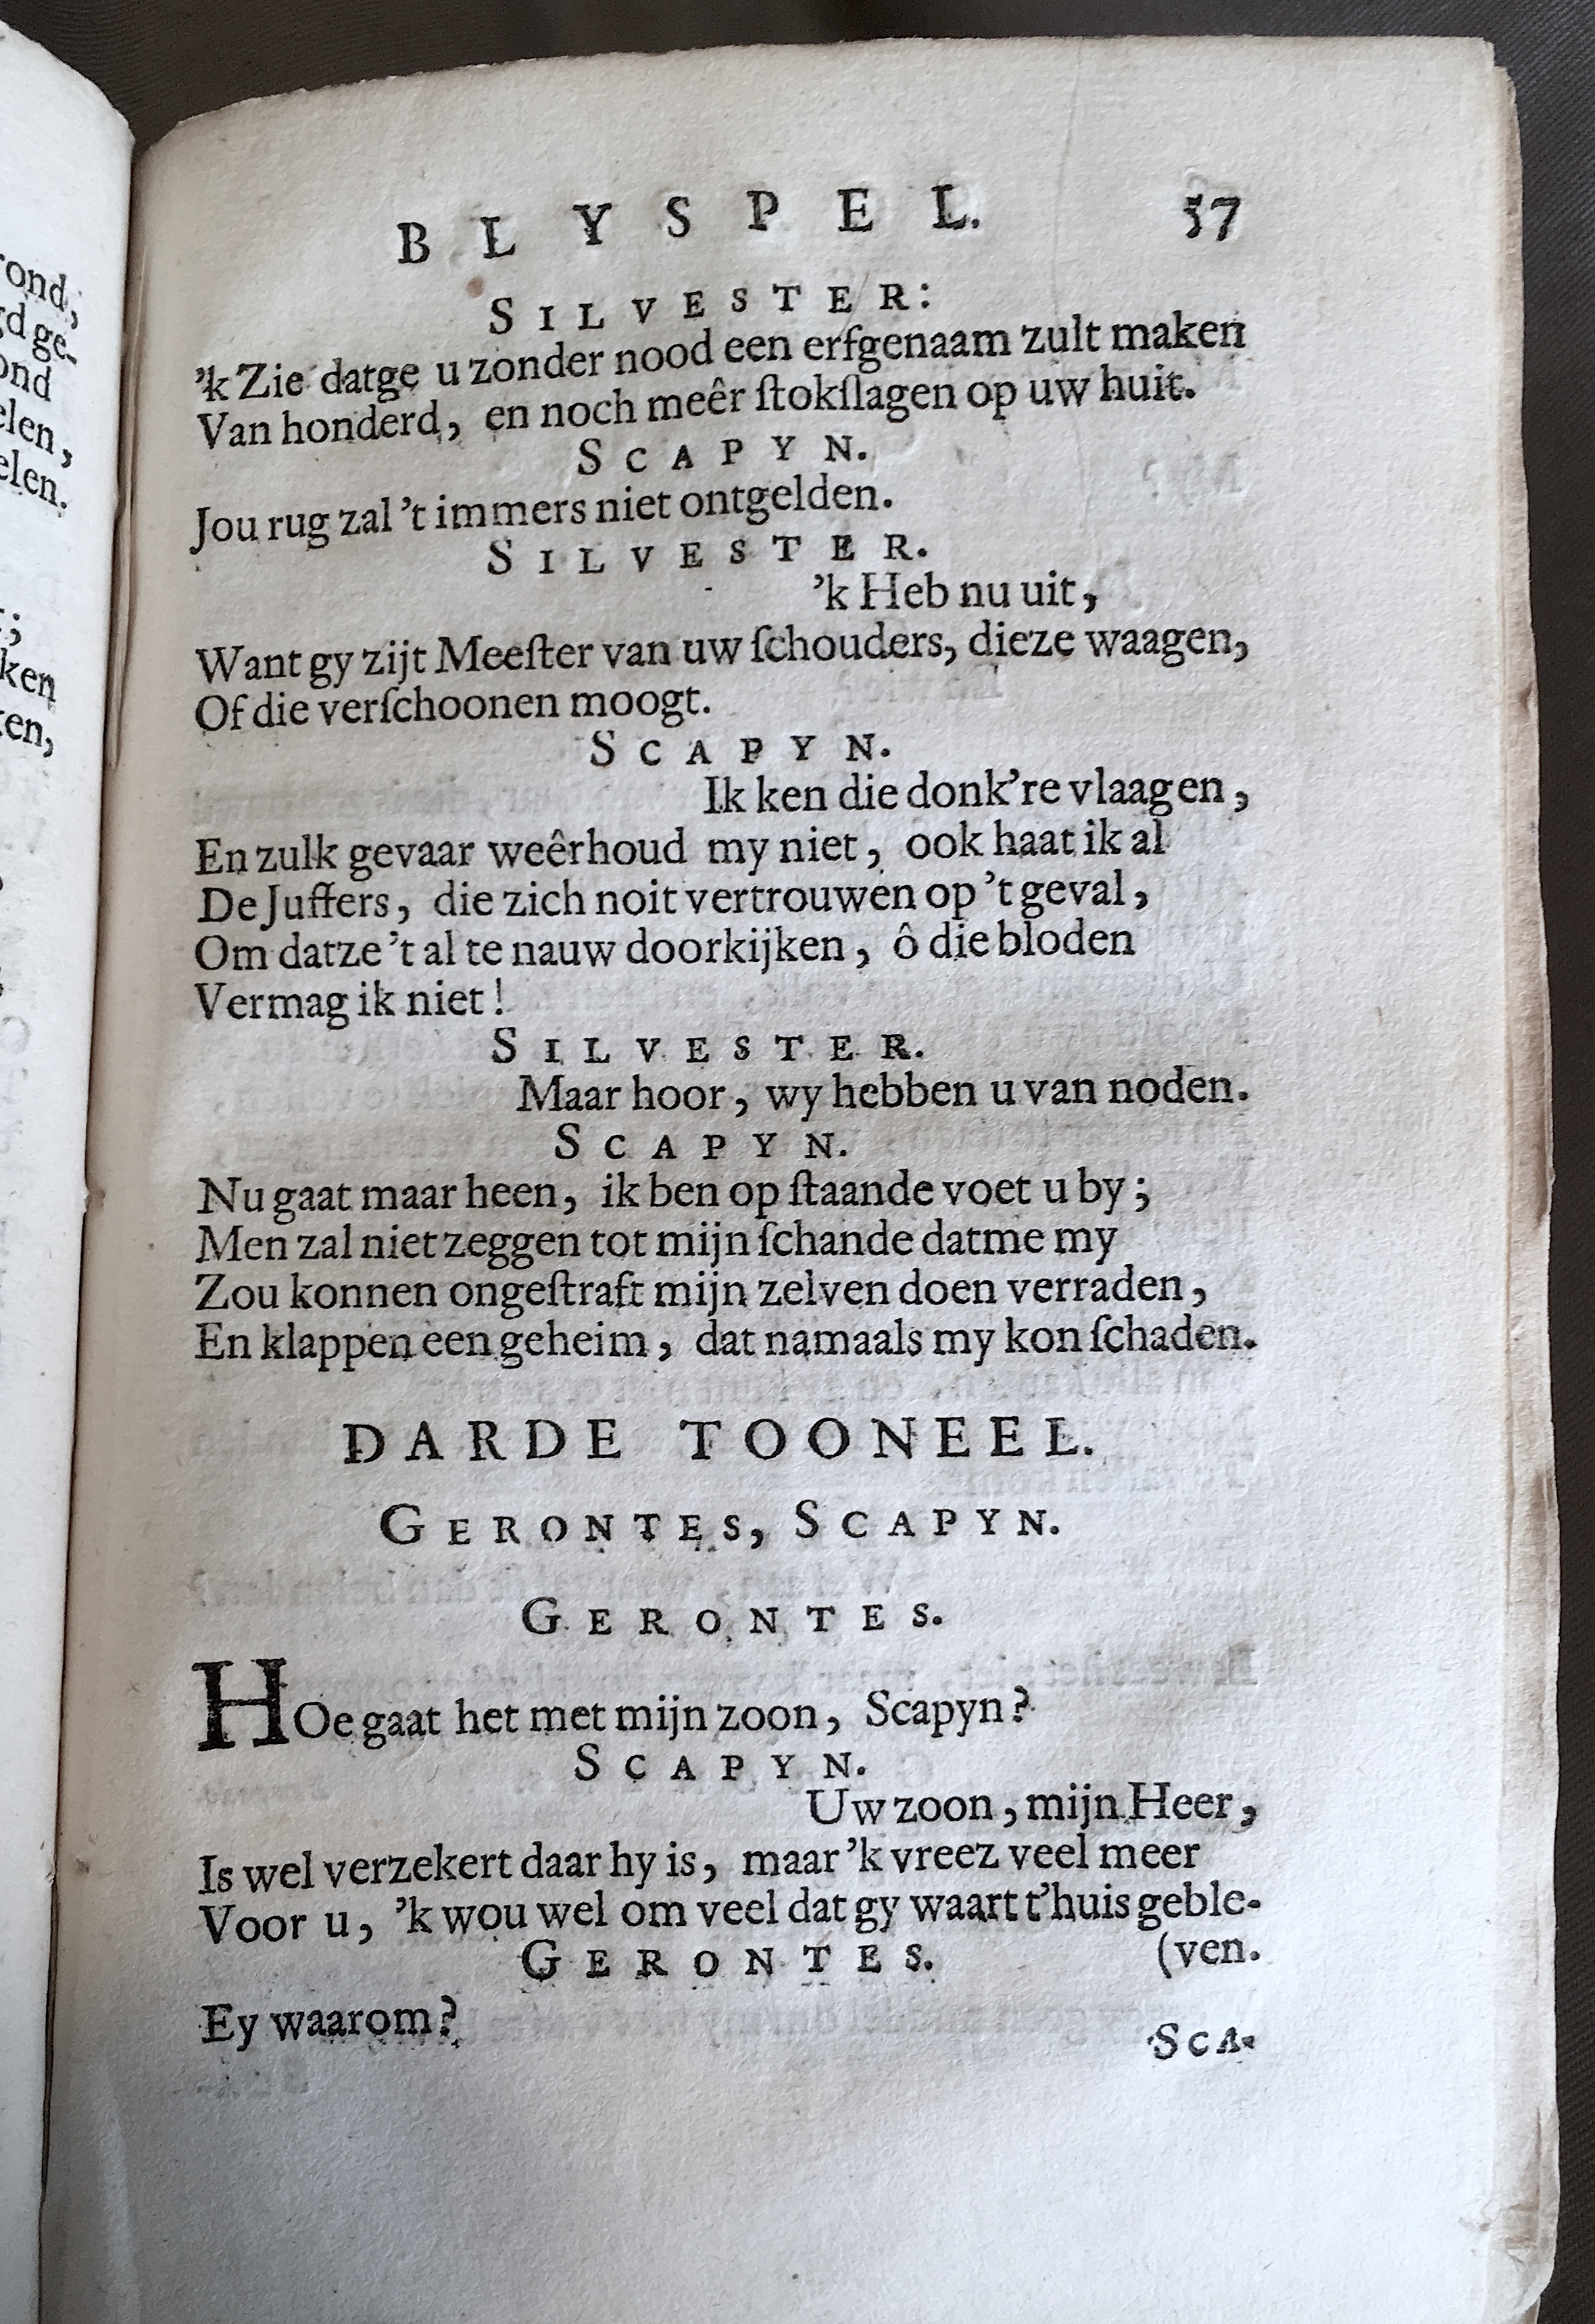 rond,
gd ge-
ond
elen,
elen.
ken
ken,
BLYSPEL. 57
SILVESTER:
'k Zie datge u zonder nood een erfgenaam zult maken
Van honderd, en noch meêr ſtokſlagen op uw huit.
SCAPYN.
Jou rug zal 't immers niet ontgelden.
SILVESTER.
'k Heb nu uit,
Want gy zijt Meeſter van uw ſchouders, dieze waagen,
Of die verſchoonen moogt.
SCAPYN.
Ik ken die donk're vlaagen,
En zulk gevaar weêrhoud my niet, ook haat ik al
De Juffers, die zich noit vertrouwen op 't geval,
Om datze 't al te nauw doorkijken, ô die bloden
Vermag ik niet!
SILVESTER.
Maar hoor, wy hebben u van noden.
SCAPYN.
Nu gaat maar heen, ik ben op ſtaande voet u by;
Men zal niet zeggen tot mijn ſchande datme my
Zou konnen ongeſtraft mijn zelven doen verraden,
En klappen een geheim, dat namaals my kon ſchaden.
DARDE TOONEEL.
GERONTES, SCAPYN.
GERONTES.
HOe gaat het met mijn zoon, Scapyn?
SCAPYN.
Uw zoon, mijn Heer,
Is wel verzekert daar hy is, maar 'k vreez veel meer
Voor u, 'k wou wel om veel dat gy waart t'huis geble-
GERONTES. (ven.
Ey waarom?
SCA-